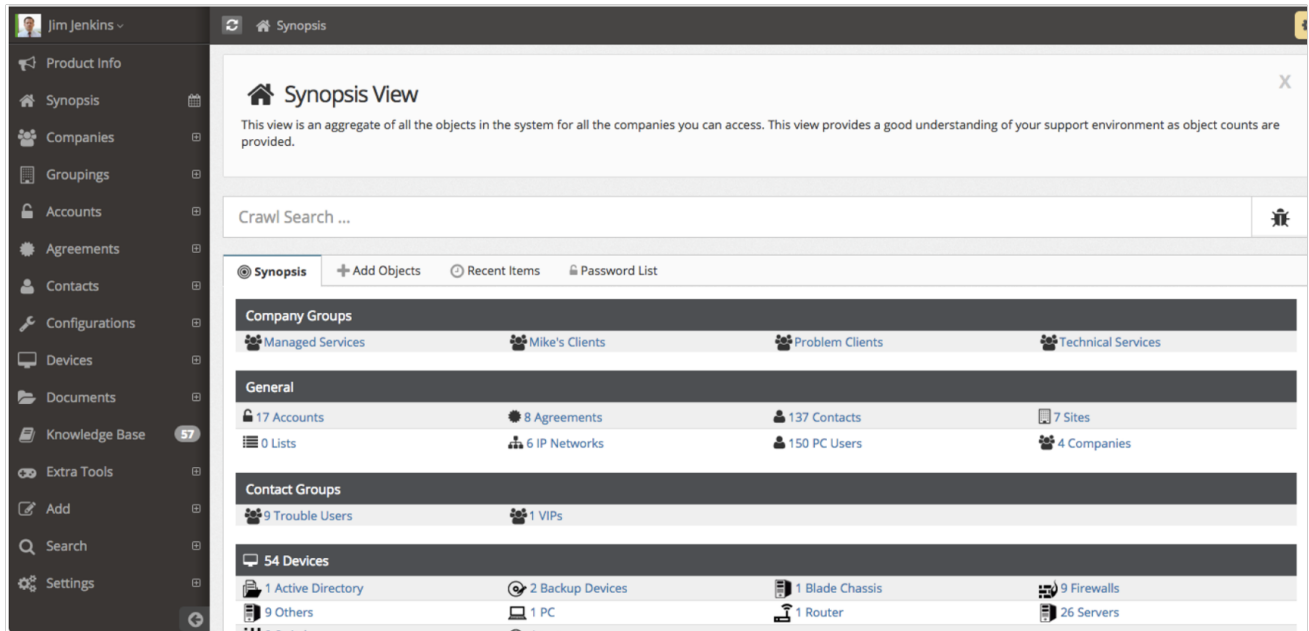 Jim Jenkins
Synopsis
Product Info
Synopsis
Companies
Groupings
Accounts
Agreements
Contacts
Configurations
Devices
Documents
Knowledge Base 57
Extra Tools
Add
Search
Settings
Synopsis View
X
This view is an aggregate of all the objects in the system for all the companies you can access. This view provides a good understanding of your support environment as object counts are
provided.
Crawl Search ...
Synopsis Add Objects Recent Items Password List
Company Groups
Managed Services Mike's Clients Problem Clients Technical Services
General
17 Accounts 8 Agreements 137 Contacts 7 Sites
0 Lists 6 IP Networks 150 PC Users 4 Companies
Contact Groups
9 Trouble Users 1 VIPs
54 Devices
1 Active Directory 2 Backup Devices 1 Blade Chassis 9 Firewalls
9 Others 1 PC 1 Router 26 Servers